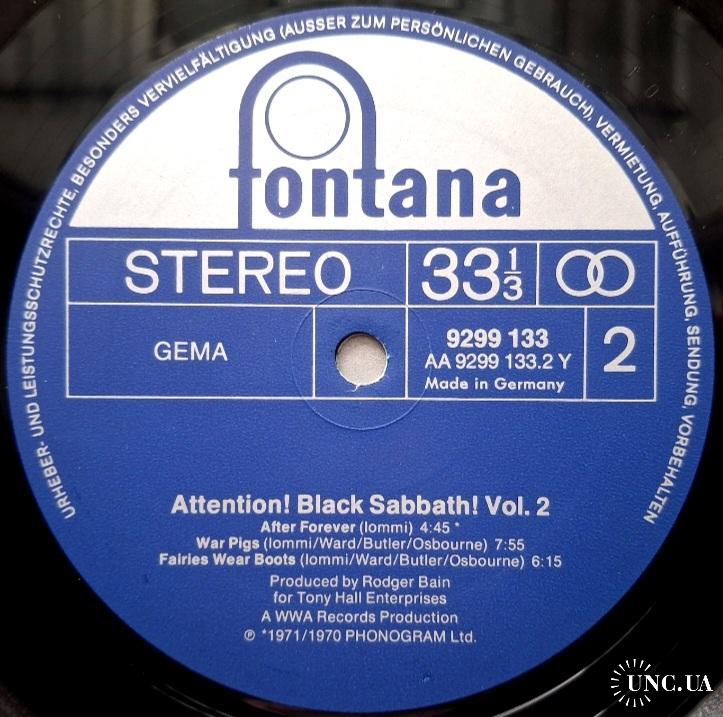 URHEBER- UND LEISTUNGSSCHUTZRECHTE, BESONDERS VERVIELFÄLTIGUNG (AUSSER ZUM PERSÖNLICHEN GEBRAUCH), VERMIETUNG, AUFFÜHRUNG, SENDUNG, VORBEHALTEN
fontana
STEREO 33 1/3
GEMA
9299 133
AA 9299 133.2 Y
Made in Germany
2
Attention! Black Sabbath! Vol. 2
After Forever (Iommi) 4:45 *
War Pigs (Iommi/Ward/Butler/Osbourne) 7:55
Fairies Wear Boots (Iommi/Ward/Butler/Osbourne) 6:15
Produced by Rodger Bain
for Tony Hall Enterprises
A WWA Records Production
℗ *1971/1970 PHONOGRAM Ltd.
UNC.UA